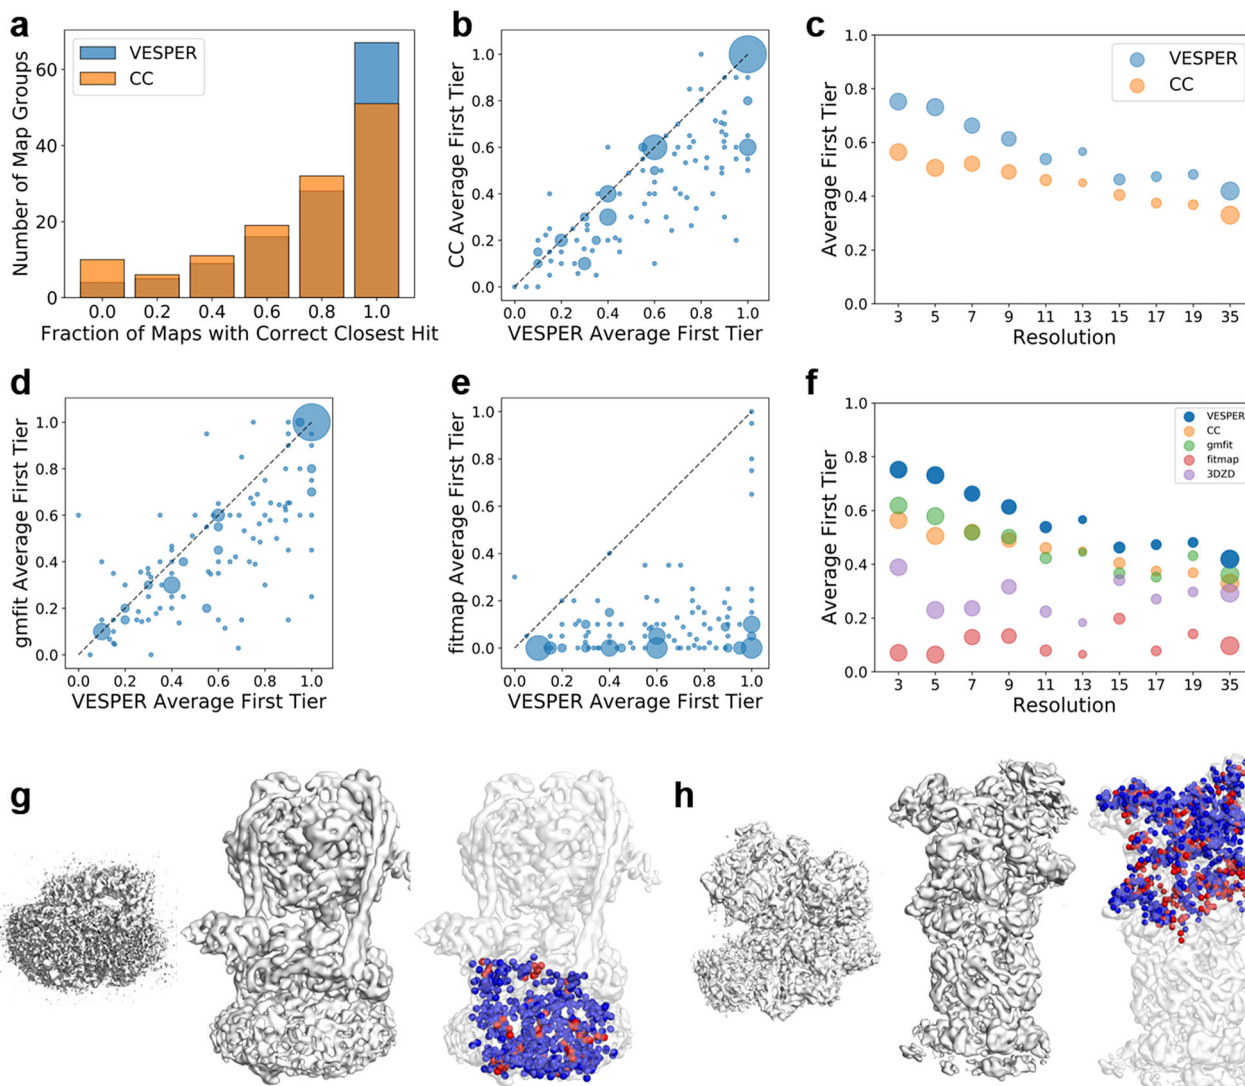 a
VESPER
CC
Number of Map Groups
60
40
20
0
0.0 0.2 0.4 0.6 0.8 1.0
Fraction of Maps with Correct Closest Hit
b
CC Average First Tier
1.0
0.8
0.6
0.4
0.2
0.0
0.0 0.2 0.4 0.6 0.8 1.0
VESPER Average First Tier
c
VESPER
CC
Average First Tier
1.0
0.8
0.6
0.4
0.2
0.0
3 5 7 9 11 13 15 17 19 35
Resolution
d
gmfit Average First Tier
1.0
0.8
0.6
0.4
0.2
0.0
0.0 0.2 0.4 0.6 0.8 1.0
VESPER Average First Tier
e
fitmap Average First Tier
1.0
0.8
0.6
0.4
0.2
0.0
0.0 0.2 0.4 0.6 0.8 1.0
VESPER Average First Tier
f
VESPER
CC
gmfit
fitmap
3DZD
Average First Tier
1.0
0.8
0.6
0.4
0.2
0.0
3 5 7 9 11 13 15 17 19 35
Resolution
g
h